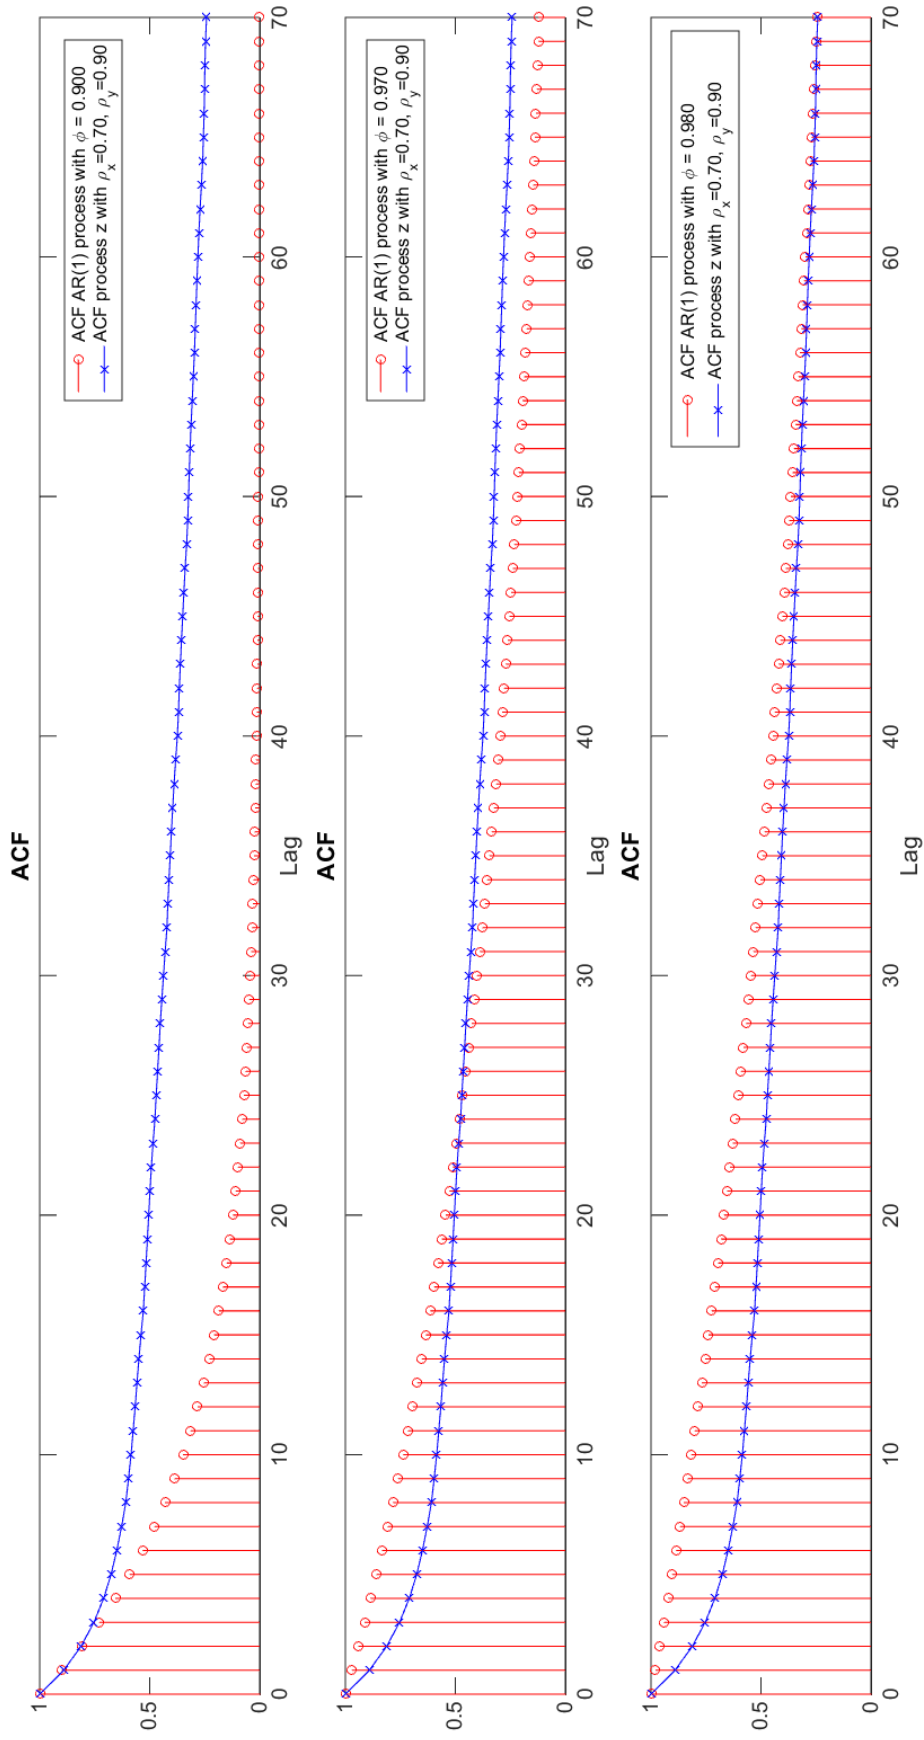 ACF
ACF AR(1) process with ϕ = 0.900
ACF process z with ρx=0.70, ρy=0.90
1
0.5
0
0 10 20 30 40 50 60 70
Lag
ACF
ACF AR(1) process with ϕ = 0.970
ACF process z with ρx=0.70, ρy=0.90
1
0.5
0
0 10 20 30 40 50 60 70
Lag
ACF
ACF AR(1) process with ϕ = 0.980
ACF process z with ρx=0.70, ρy=0.90
1
0.5
0
0 10 20 30 40 50 60 70
Lag